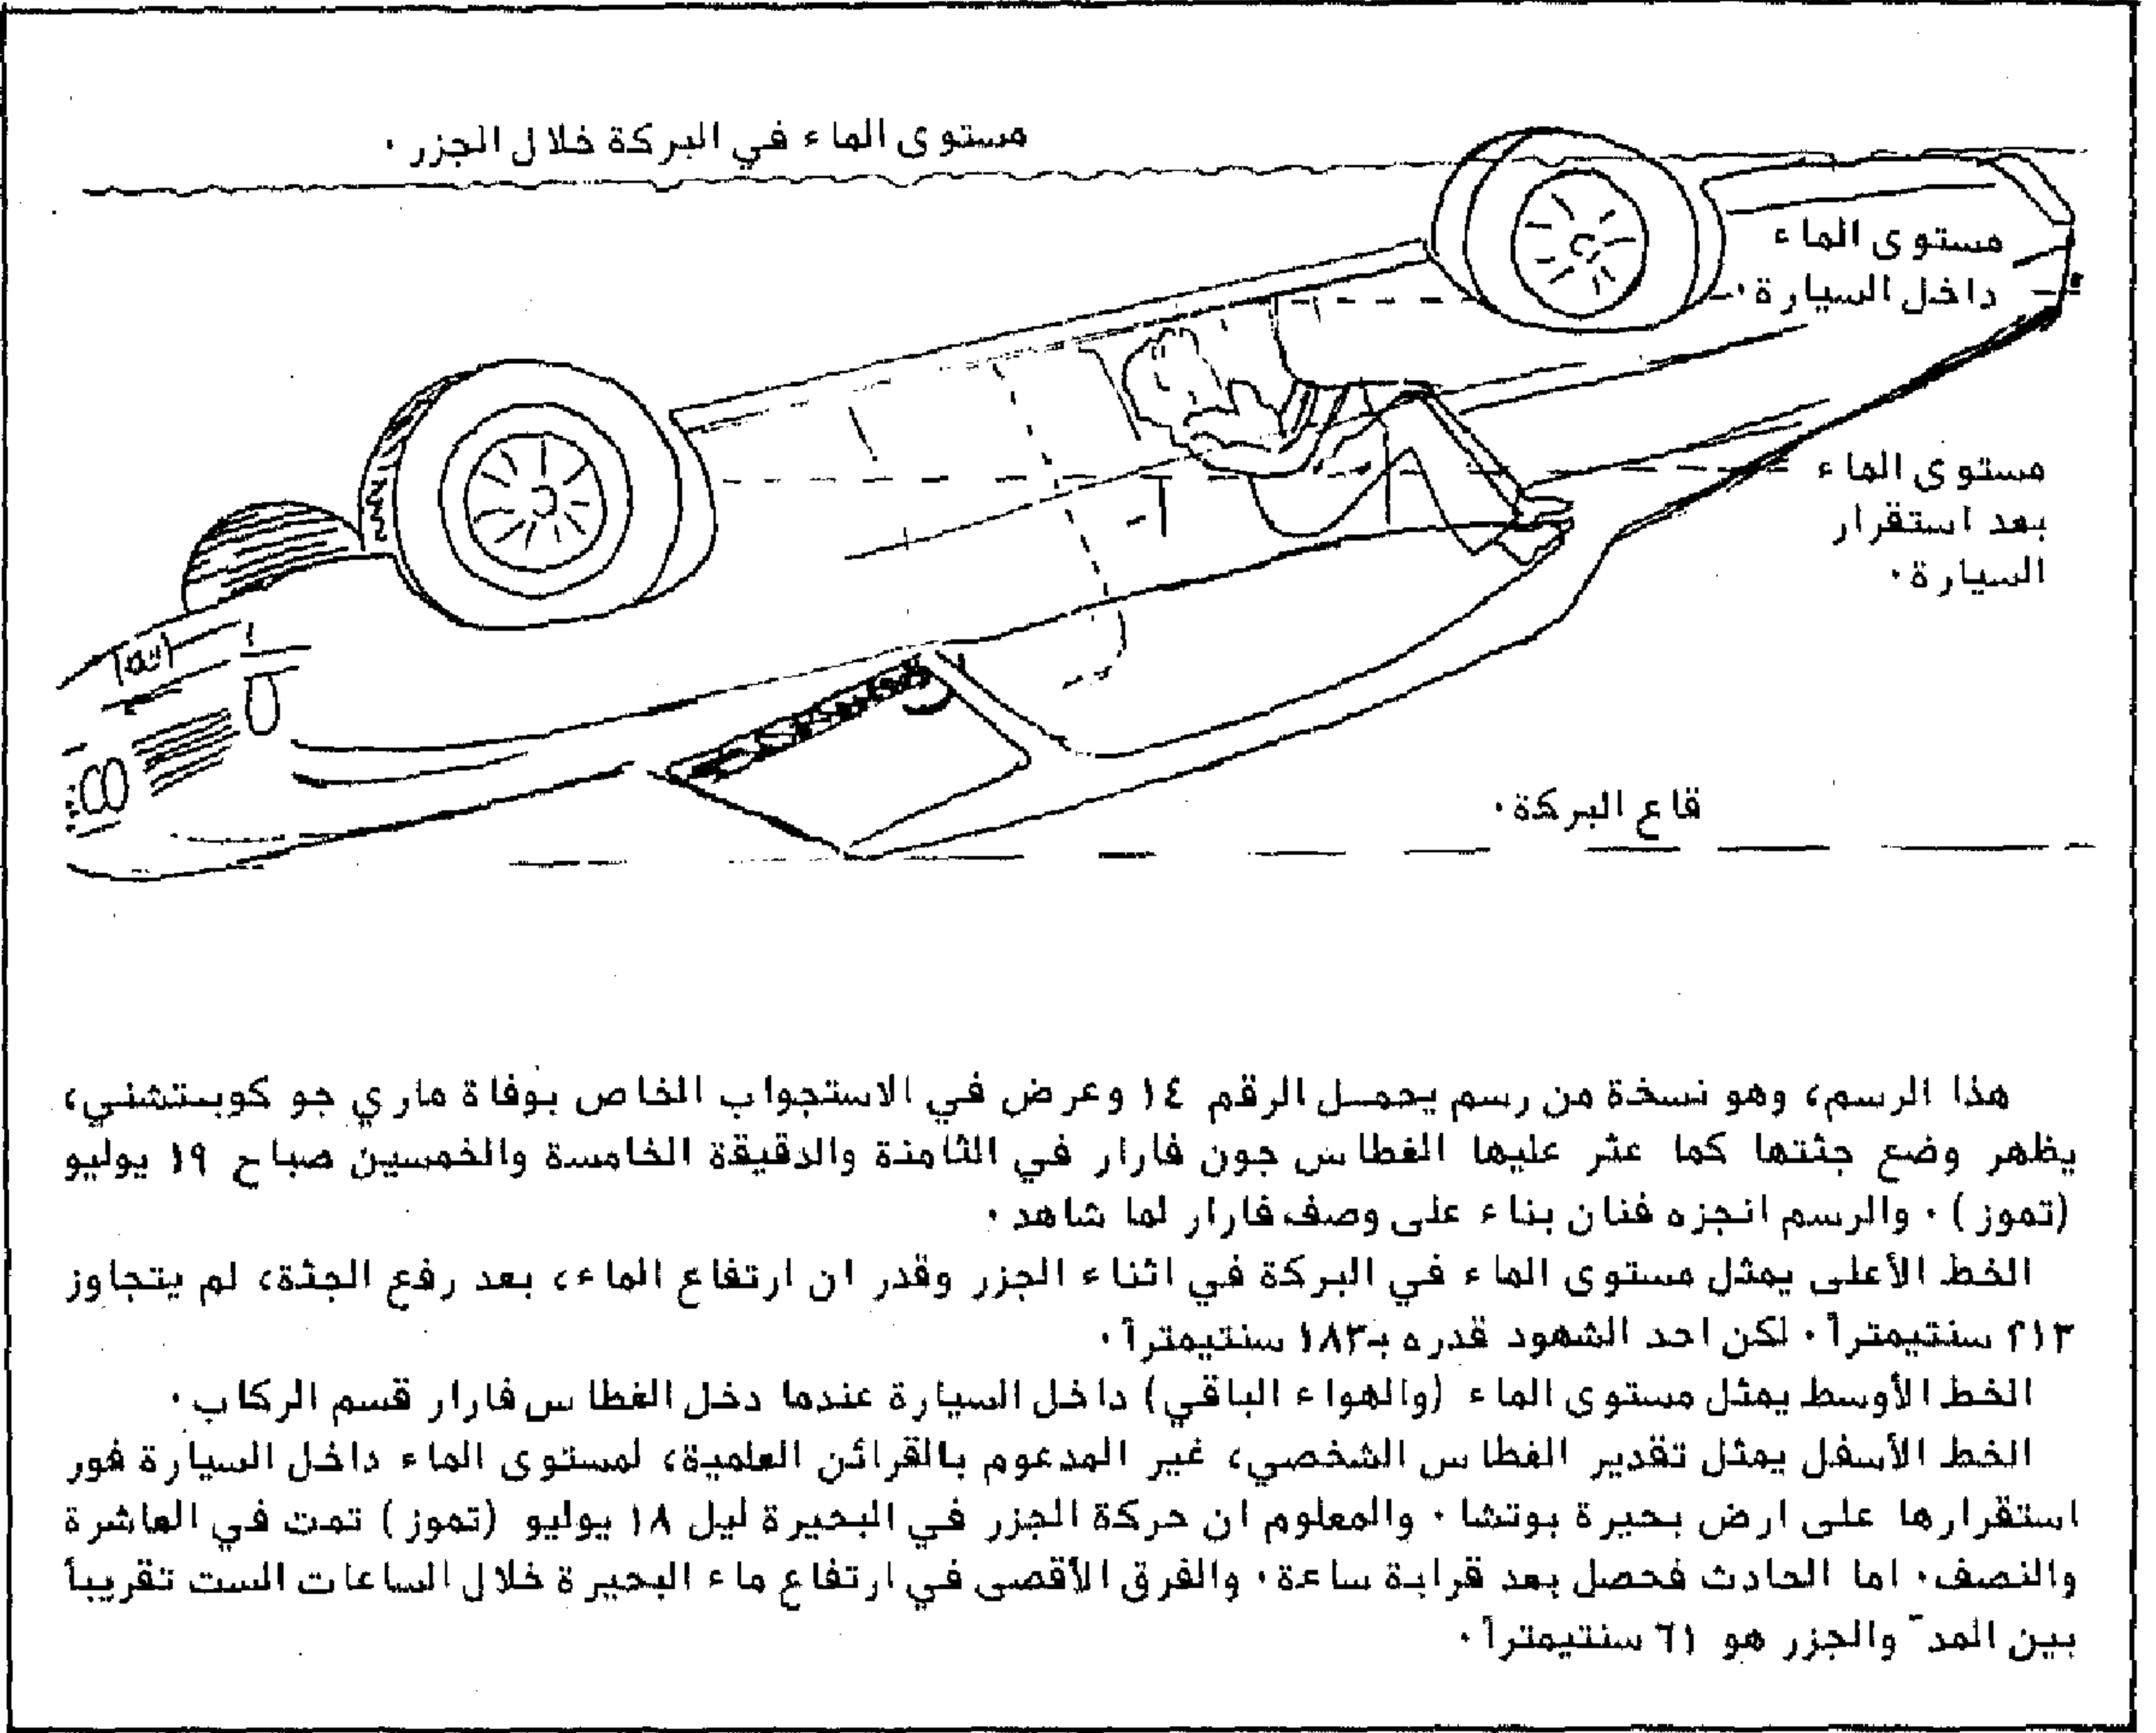 مستوى الماء في البركة خلال الجزر.
مستوى الماء
داخل السيارة.
مستوى الماء
بعد استقرار
السيارة.
قاع البركة.
هذا الرسم، وهو نسخة من رسم يحمل الرقم ١٤ وعرض في الاستجواب الخاص بوفاة ماري جو كوبتشني،
يظهر وضع جثتها كما عثر عليها الغطاس جون فارار في الثامنة والدقيقة الخامسة والخمسين صباح ١٩ يوليو
(تموز). والرسم انجزه فنان بناء على وصف فارار لما شاهد.
الخط الأعلى يمثل مستوى الماء في البركة في اثناء الجزر وقدر ان ارتفاع الماء، بعد رفع الجثة، لم يتجاوز
٢١٣ سنتيمتراً. لكن احد الشهود قدره بـ١٨٣ سنتيمتراً.
الخط الأوسط يمثل مستوى الماء (والهواء الباقي) داخل السيارة عندما دخل الغطاس فارار قسم الركاب.
الخط الأسفل يمثل تقدير الغطاس الشخصي، غير المدعوم بالقرائن العلمية، لمستوى الماء داخل السيارة فور
استقرارها على ارض بحيرة بوتشا. والمعلوم ان حركة الجزر في البحيرة ليل ١٨ يوليو (تموز) تمت في العاشرة
والنصف. اما الحادث فحصل بعد قرابة ساعة. والفرق الأقصى في ارتفاع ماء البحيرة خلال الساعات الست تقريباً
بين المدّ والجزر هو ٦١ سنتيمتراً.